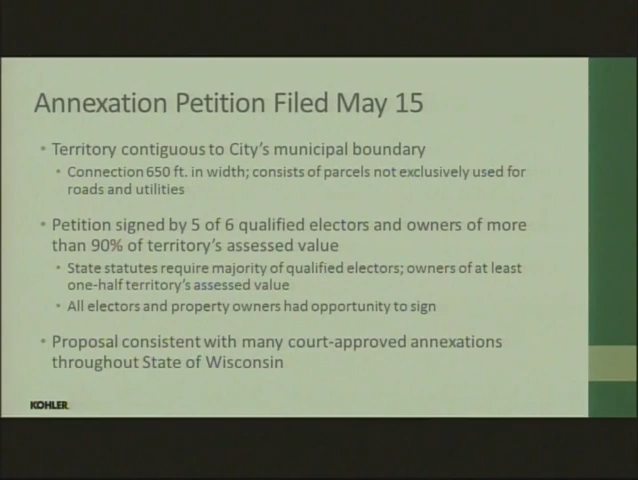 Annexation Petition Filed May 15
• Territory contiguous to City's municipal boundary
• Connection 650 ft. in width; consists of parcels not exclusively used for
roads and utilities
• Petition signed by 5 of 6 qualified electors and owners of more
than 90% of territory's assessed value
• State statutes require majority of qualified electors; owners of at least
one-half territory's assessed value
• All electors and property owners had opportunity to sign
• Proposal consistent with many court-approved annexations
throughout State of Wisconsin
KOHLER